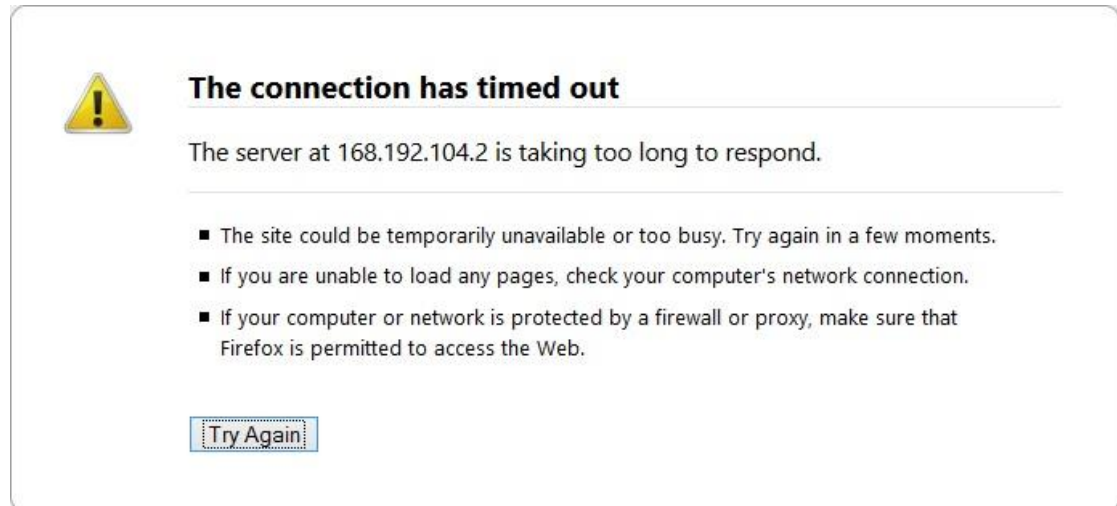 The connection has timed out
The server at 168.192.104.2 is taking too long to respond.
■ The site could be temporarily unavailable or too busy. Try again in a few moments.
■ If you are unable to load any pages, check your computer's network connection.
■ If your computer or network is protected by a firewall or proxy, make sure that
Firefox is permitted to access the Web.
Try Again